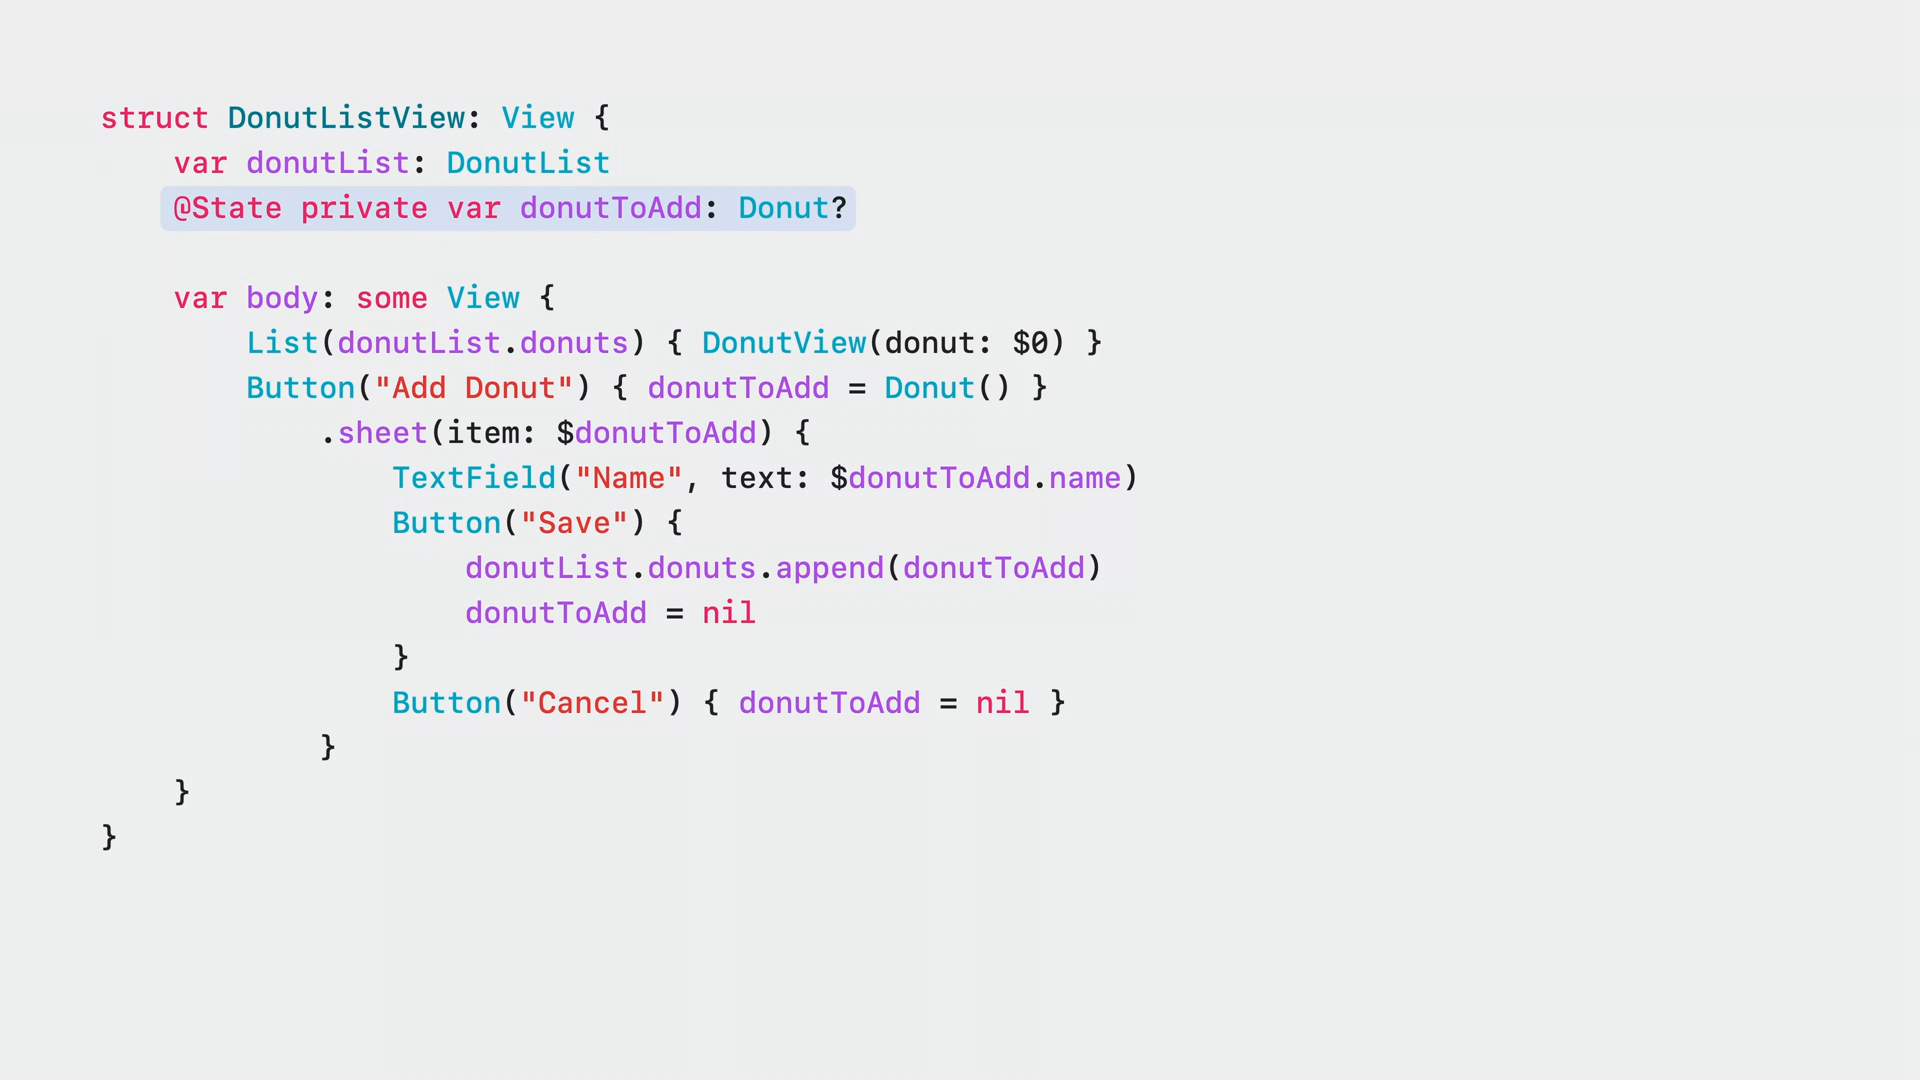 struct DonutListView: View {
    var donutList: DonutList
    @State private var donutToAdd: Donut?

    var body: some View {
        List(donutList.donuts) { DonutView(donut: $0) }
        Button("Add Donut") { donutToAdd = Donut() }
            .sheet(item: $donutToAdd) {
                TextField("Name", text: $donutToAdd.name)
                Button("Save") {
                    donutList.donuts.append(donutToAdd)
                    donutToAdd = nil
                }
                Button("Cancel") { donutToAdd = nil }
            }
    }
}